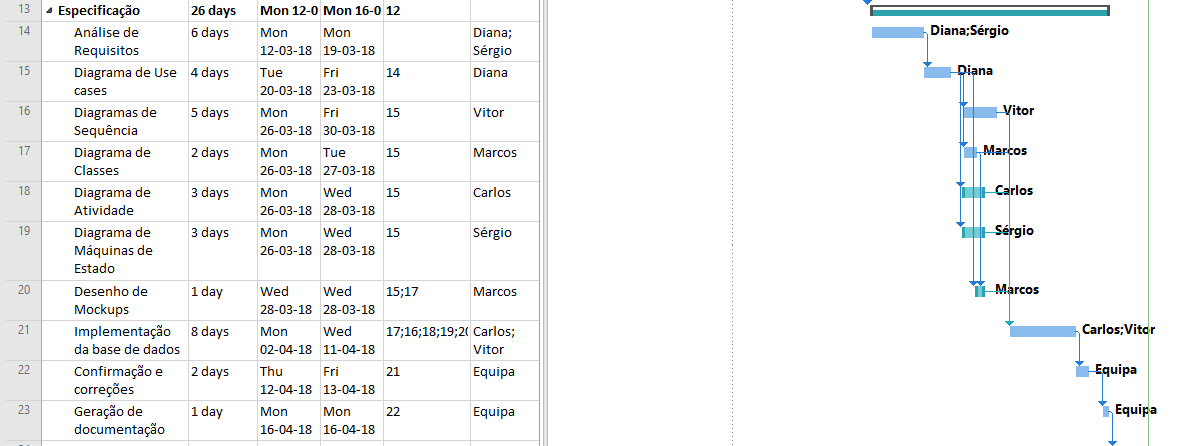 13 Especificação 26 days Mon 12-0 Mon 16-0 12
14 Análise de Requisitos 6 days Mon 12-03-18 Mon 19-03-18 Diana; Sérgio Diana;Sérgio
15 Diagrama de Use cases 4 days Tue 20-03-18 Fri 23-03-18 14 Diana Diana
16 Diagramas de Sequência 5 days Mon 26-03-18 Fri 30-03-18 15 Vitor Vitor
17 Diagrama de Classes 2 days Mon 26-03-18 Tue 27-03-18 15 Marcos Marcos
18 Diagrama de Atividade 3 days Mon 26-03-18 Wed 28-03-18 15 Carlos Carlos
19 Diagrama de Máquinas de Estado 3 days Mon 26-03-18 Wed 28-03-18 15 Sérgio Sérgio
20 Desenho de Mockups 1 day Wed 28-03-18 Wed 28-03-18 15;17 Marcos Marcos
21 Implementação da base de dados 8 days Mon 02-04-18 Wed 11-04-18 17;16;18;19;20 Carlos; Vitor Carlos;Vitor
22 Confirmação e correções 2 days Thu 12-04-18 Fri 13-04-18 21 Equipa Equipa
23 Geração de documentação 1 day Mon 16-04-18 Mon 16-04-18 22 Equipa Equipa